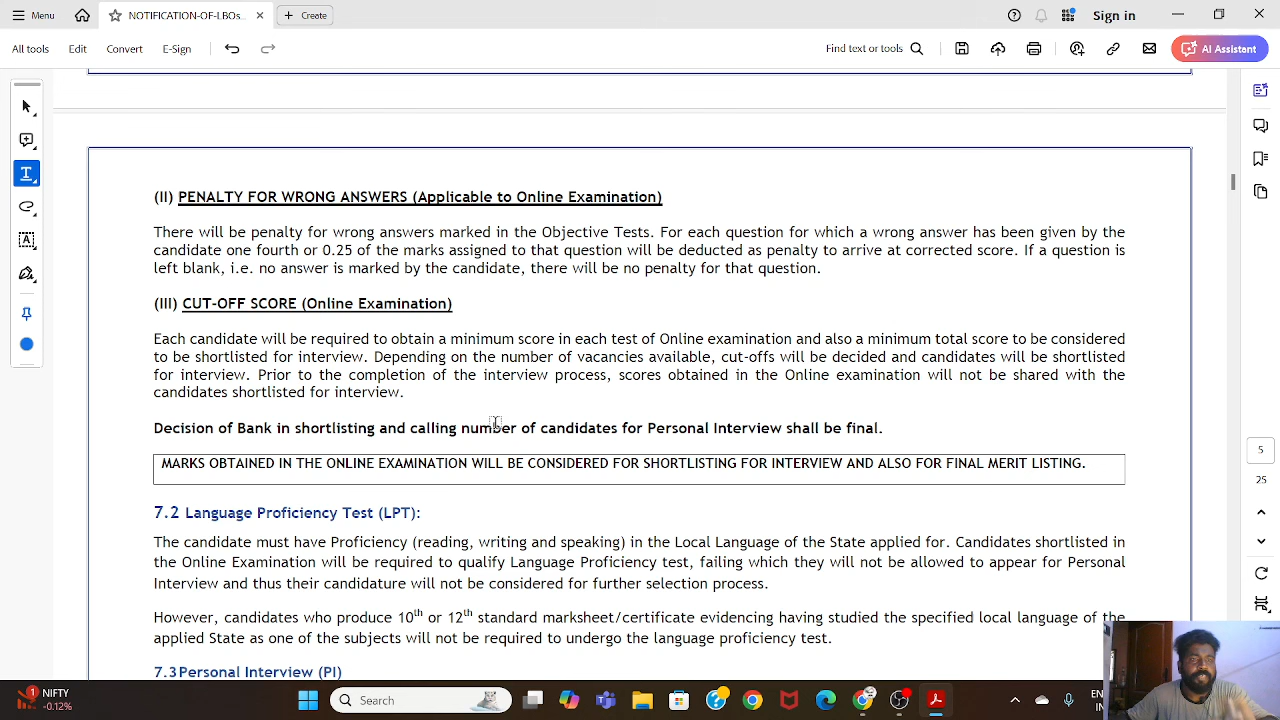 Menu
NOTIFICATION-OF-LBOs...
Create
Sign in
All tools
Edit
Convert
E-Sign
Find text or tools
AI Assistant
(II) PENALTY FOR WRONG ANSWERS (Applicable to Online Examination)
There will be penalty for wrong answers marked in the Objective Tests. For each question for which a wrong answer has been given by the
candidate one fourth or 0.25 of the marks assigned to that question will be deducted as penalty to arrive at corrected score. If a question is
left blank, i.e. no answer is marked by the candidate, there will be no penalty for that question.
(III) CUT-OFF SCORE (Online Examination)
Each candidate will be required to obtain a minimum score in each test of Online examination and also a minimum total score to be considered
to be shortlisted for interview. Depending on the number of vacancies available, cut-offs will be decided and candidates will be shortlisted
for interview. Prior to the completion of the interview process, scores obtained in the Online examination will not be shared with the
candidates shortlisted for interview.
Decision of Bank in shortlisting and calling number of candidates for Personal Interview shall be final.
MARKS OBTAINED IN THE ONLINE EXAMINATION WILL BE CONSIDERED FOR SHORTLISTING FOR INTERVIEW AND ALSO FOR FINAL MERIT LISTING.
7.2 Language Proficiency Test (LPT):
The candidate must have Proficiency (reading, writing and speaking) in the Local Language of the State applied for. Candidates shortlisted in
the Online Examination will be required to qualify Language Proficiency test, failing which they will not be allowed to appear for Personal
Interview and thus their candidature will not be considered for further selection process.
However, candidates who produce 10th or 12th standard marksheet/certificate evidencing having studied the specified local language of the
applied State as one of the subjects will not be required to undergo the language proficiency test.
7.3Personal Interview (PI)
5
25
1
NIFTY
-0.12%
Search
EN
IN